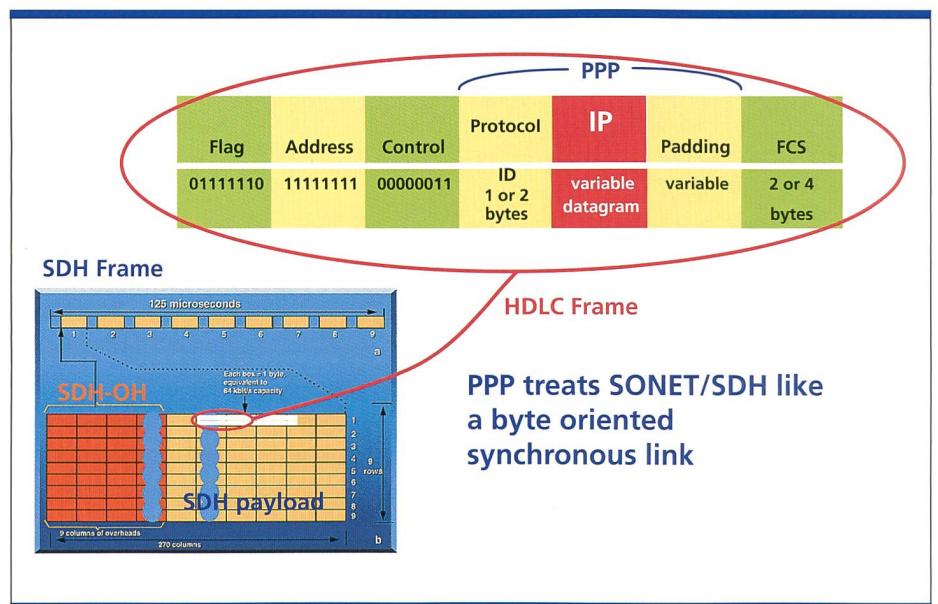 PPP
Flag Address Control Protocol IP Padding FCS
01111110 11111111 00000011 ID 1 or 2 bytes variable datagram variable 2 or 4 bytes
SDH Frame
HDLC Frame
125 microseconds
1 2 3 4 5 6 7 8 9
a
Each box = 1 byte,
equivalent to
64 kbit/s capacity
SDH-OH
1
2
3
4
5
6
7
8
9
9
rows
SDH payload
9 columns of overheads
270 columns
b
PPP treats SONET/SDH like
a byte oriented
synchronous link